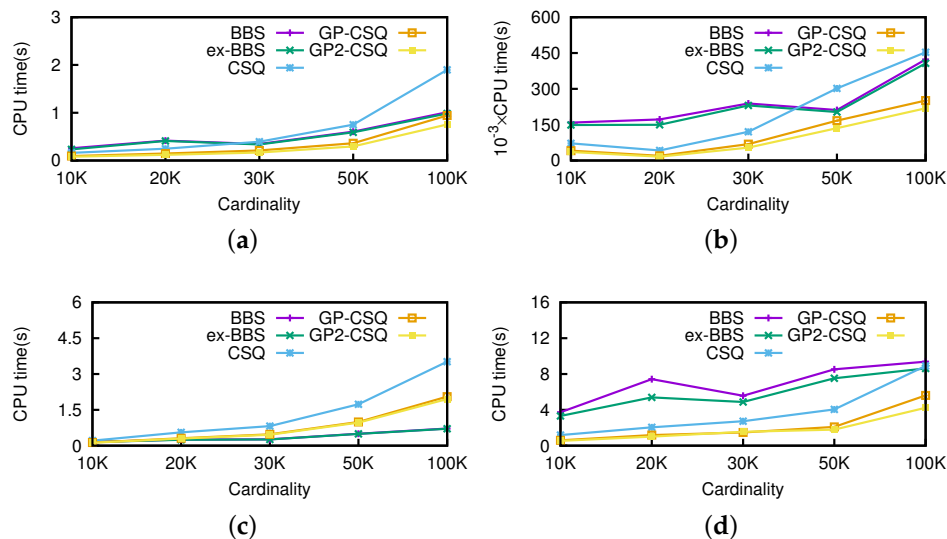 CPU time(s)
3
2
1
0
BBS
ex-BBS
CSQ
GP-CSQ
GP2-CSQ
10K 20K 30K 50K 100K
Cardinality
(a)
10⁻³×CPU time(s)
600
450
300
150
0
BBS
ex-BBS
CSQ
GP-CSQ
GP2-CSQ
10K 20K 30K 50K 100K
Cardinality
(b)
CPU time(s)
6
4.5
3
1.5
0
BBS
ex-BBS
CSQ
GP-CSQ
GP2-CSQ
10K 20K 30K 50K 100K
Cardinality
(c)
CPU time(s)
16
12
8
4
0
BBS
ex-BBS
CSQ
GP-CSQ
GP2-CSQ
10K 20K 30K 50K 100K
Cardinality
(d)